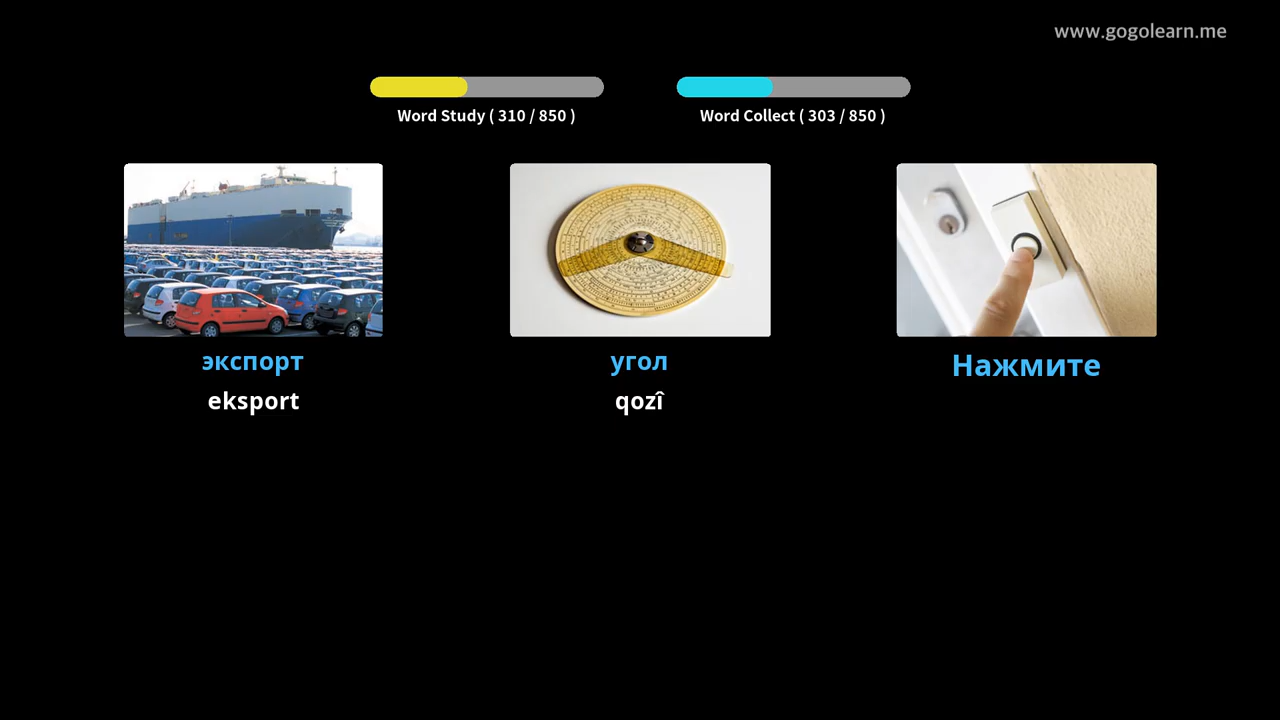 www.gogolearn.me
Word Study ( 310 / 850 )
Word Collect ( 303 / 850 )
экспорт
угол
Нажмите
eksport
qozî